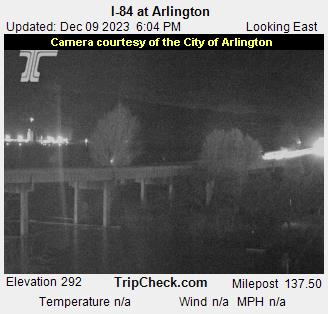 I-84 at Arlington
Updated: Dec 09 2023 6:04 PM Looking East
Camera courtesy of the City of Arlington
Elevation 292 TripCheck.com Milepost 137.50
Temperature n/a Wind n/a MPH n/a